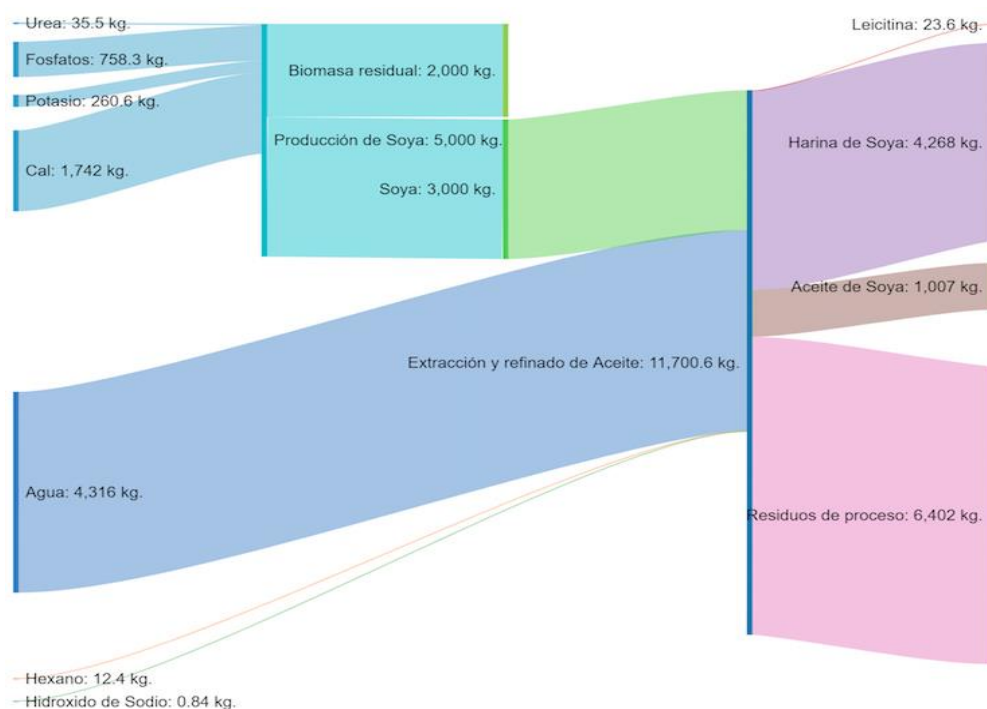 Urea: 35.5 kg.
Fosfatos: 758.3 kg.
Potasio: 260.6 kg.
Cal: 1,742 kg.
Biomasa residual: 2,000 kg.
Producción de Soya: 5,000 kg.
Soya: 3,000 kg.
Leicitina: 23.6 kg.
Harina de Soya: 4,268 kg.
Aceite de Soya: 1,007 kg.
Extracción y refinado de Aceite: 11,700.6 kg.
Agua: 4,316 kg.
Residuos de proceso: 6,402 kg.
Hexano: 12.4 kg.
Hidroxido de Sodio: 0.84 kg.